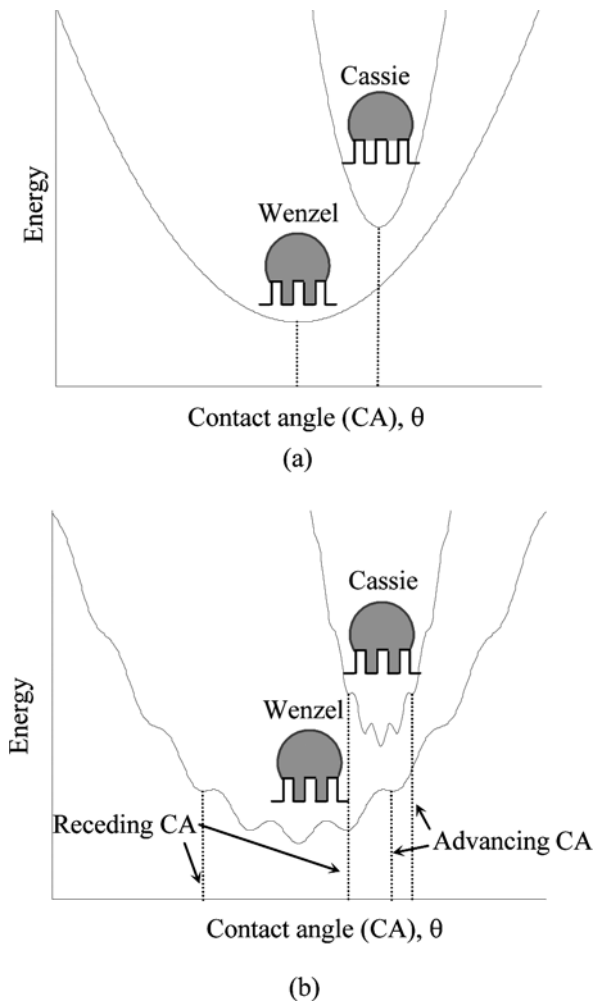 Cassie
Wenzel
Energy
Contact angle (CA), θ
(a)
Cassie
Wenzel
Energy
Receding CA
Advancing CA
Contact angle (CA), θ
(b)